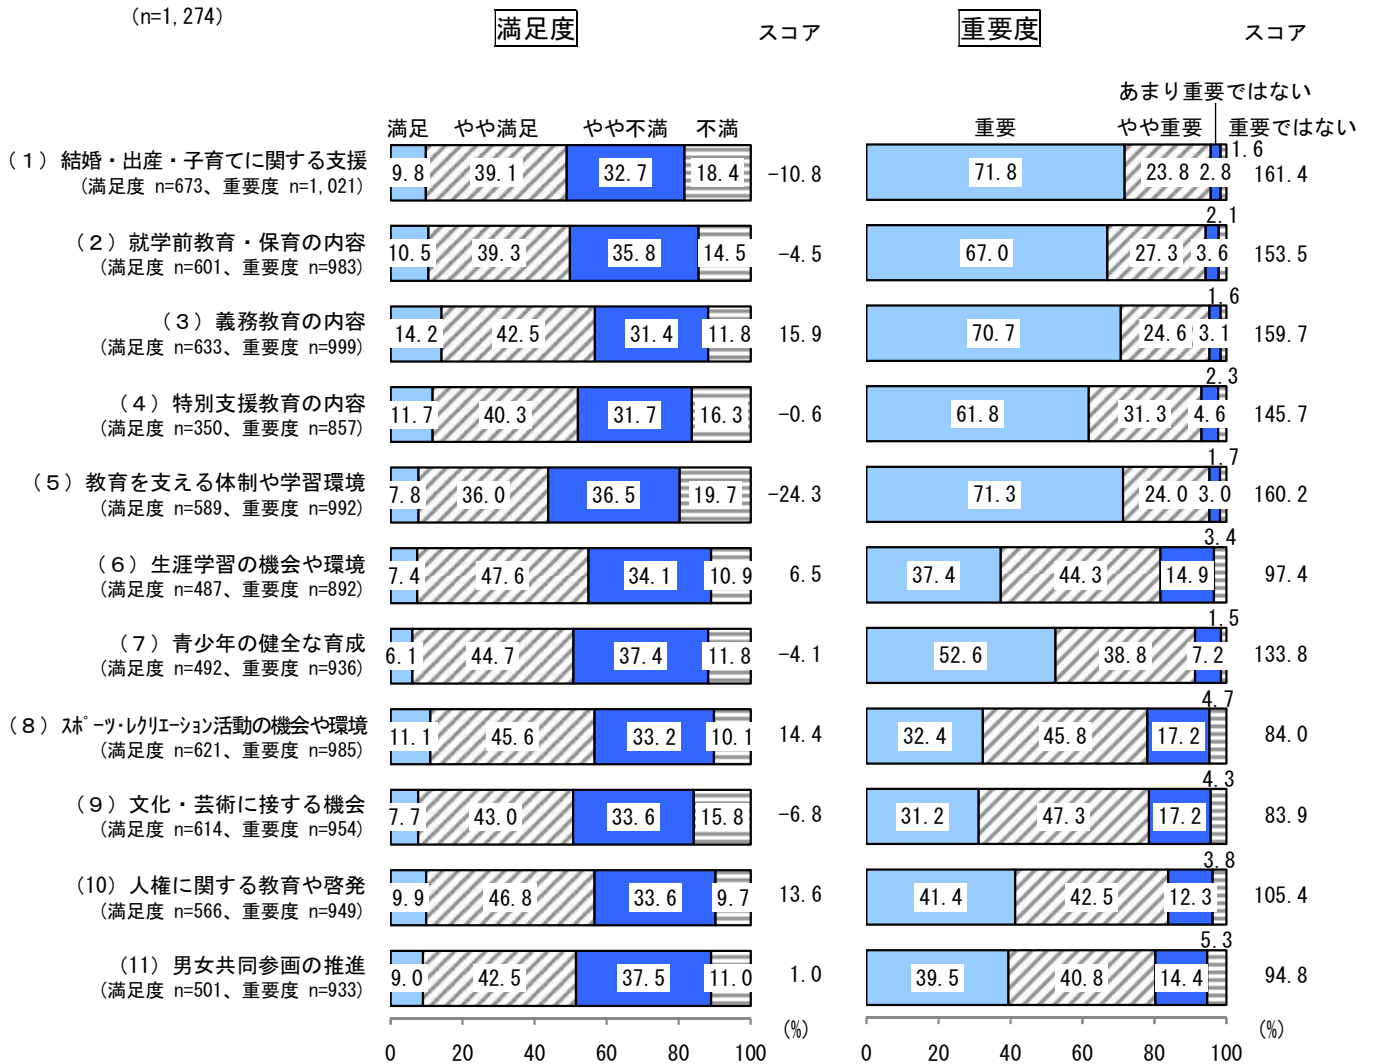 (n=1,274)
満足度 スコア 重要度 スコア
あまり重要ではない
満足 やや満足 やや不満 不満 重要 やや重要 重要ではない
(1)結婚・出産・子育てに関する支援
(満足度 n=673、重要度 n=1,021)
9.8 39.1 32.7 18.4 -10.8 71.8 23.8 2.8 1.6 161.4
(2)就学前教育・保育の内容
(満足度 n=601、重要度 n=983)
10.5 39.3 35.8 14.5 -4.5 67.0 27.3 3.6 2.1 153.5
(3)義務教育の内容
(満足度 n=633、重要度 n=999)
14.2 42.5 31.4 11.8 15.9 70.7 24.6 3.1 1.6 159.7
(4)特別支援教育の内容
(満足度 n=350、重要度 n=857)
11.7 40.3 31.7 16.3 -0.6 61.8 31.3 4.6 2.3 145.7
(5)教育を支える体制や学習環境
(満足度 n=589、重要度 n=992)
7.8 36.0 36.5 19.7 -24.3 71.3 24.0 3.0 1.7 160.2
(6)生涯学習の機会や環境
(満足度 n=487、重要度 n=892)
7.4 47.6 34.1 10.9 6.5 37.4 44.3 14.9 3.4 97.4
(7)青少年の健全な育成
(満足度 n=492、重要度 n=936)
6.1 44.7 37.4 11.8 -4.1 52.6 38.8 7.2 1.5 133.8
(8)ｽﾎﾟｰﾂ・ﾚｸﾘｴｰｼｮﾝ活動の機会や環境
(満足度 n=621、重要度 n=985)
11.1 45.6 33.2 10.1 14.4 32.4 45.8 17.2 4.7 84.0
(9)文化・芸術に接する機会
(満足度 n=614、重要度 n=954)
7.7 43.0 33.6 15.8 -6.8 31.2 47.3 17.2 4.3 83.9
(10)人権に関する教育や啓発
(満足度 n=566、重要度 n=949)
9.9 46.8 33.6 9.7 13.6 41.4 42.5 12.3 3.8 105.4
(11)男女共同参画の推進
(満足度 n=501、重要度 n=933)
9.0 42.5 37.5 11.0 1.0 39.5 40.8 14.4 5.3 94.8
(%) (%)
0 20 40 60 80 100 0 20 40 60 80 100